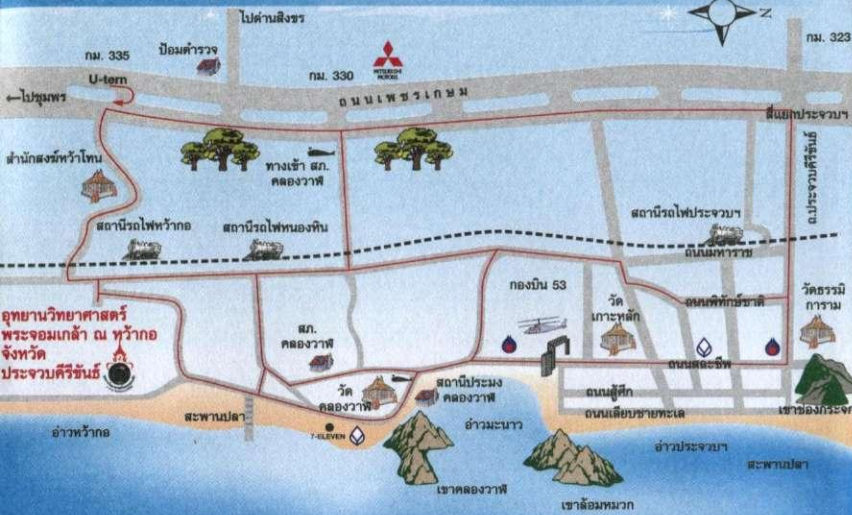 ไปด่านสิงขร
N
กม. 335
ป้อมตำรวจ
กม. 323
U-tern
กม. 330
MITSUBISHI
MOTORS
←ไปชุมพร
ถนนเพชรเกษม
สี่แยกประจวบฯ
สำนักสงฆ์หว้าโทน
ทางเข้า สภ.
คลองวาฬ
ถ.ประจวบคีรีขันธ์
สถานีรถไฟหว้ากอ
สถานีรถไฟหนองหิน
สถานีรถไฟประจวบฯ
ถนนมหาราช
กองบิน 53
วัด
เกาะหลัก
ถนนพิทักษ์ชาติ
วัดธรรมิ
การาม
อุทยานวิทยาศาสตร์
พระจอมเกล้า ณ หว้ากอ
จังหวัด
ประจวบคีรีขันธ์
สภ.
คลองวาฬ
ถนนสละชีพ
วัด
คลองวาฬ
สถานีประมง
คลองวาฬ
ถนนสู้ศึก
ถนนเลียบชายทะเล
เขาช่องกระจก
สะพานปลา
อ่าวหว้ากอ
7-ELEVEN
อ่าวมะนาว
อ่าวประจวบฯ
สะพานปลา
เขาคลองวาฬ
เขาล้อมหมวก